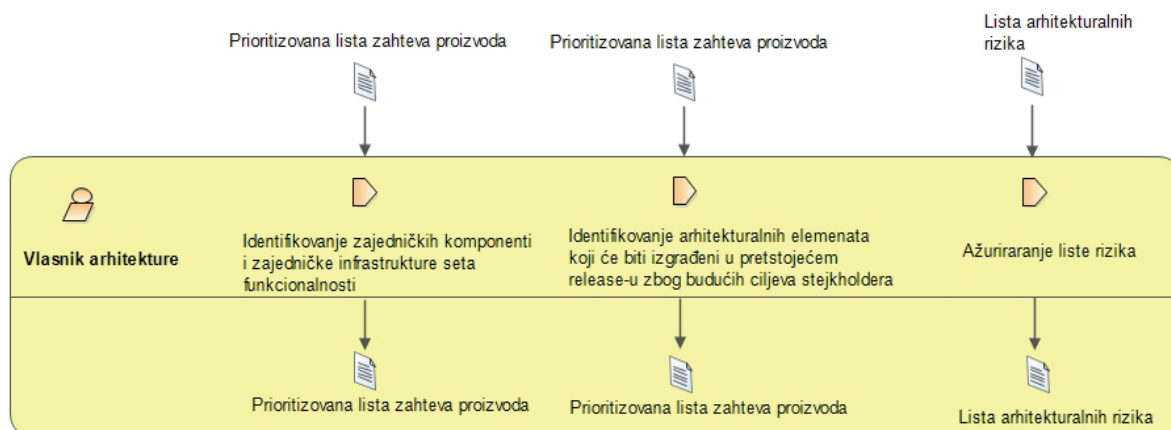 Prioritizovana lista zahteva proizvoda
Prioritizovana lista zahteva proizvoda
Lista arhitekturalnih
rizika
Vlasnik arhitekture
Identifikovanje zajedničkih komponenti
i zajedničke infrastrukture seta
funkcionalnosti
Identifikovanje arhitekturalnih elemenata
koji će biti izgrađeni u pretstojećem
release-u zbog budućih ciljeva stejkholdera
Ažuriraranje liste rizika
Prioritizovana lista zahteva proizvoda
Prioritizovana lista zahteva proizvoda
Lista arhitekturalnih rizika